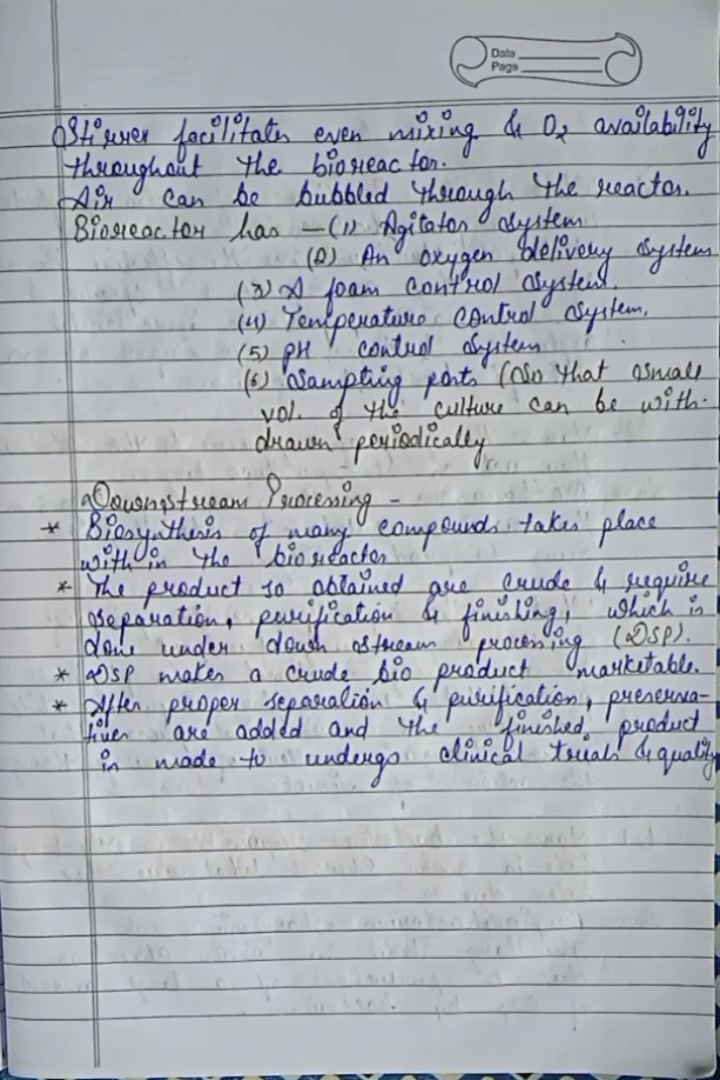 Date
Page
Stirrer facilitates even mixing & O₂ availability
throughout the bioreactor.
Air can be bubbled through the reactor.
Bioreactor has – (1) Agitator system
(2) An oxygen delivery system
(3) A foam control system.
(4) Temperature control system.
(5) pH control system
(6) Sampting ports (So that small
vol. of the culture can be with-
drawn periodically
Downstream Processing –
* Biosynthesis of many compounds takes place
with in the bioreactor
* The product so obtained are crude & require
separation, purification & finishing, which is
done under down stream processing (DSP).
* DSP makes a crude bio product marketable.
* After proper separation & purification, preserva-
tives are added and the finished product
is made to undergo clinical trials & quality